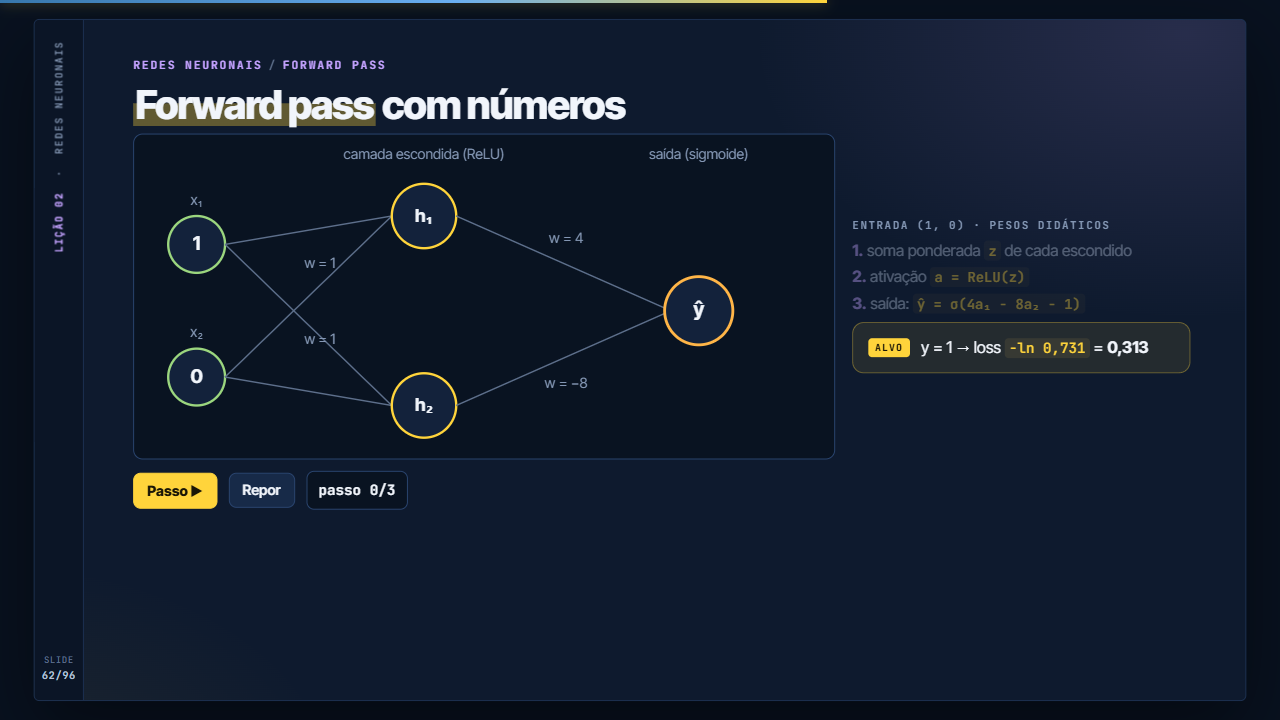 LIÇÃO 02 · REDES NEURONAIS
REDES NEURONAIS / FORWARD PASS
Forward pass com números
camada escondida (ReLU)
saída (sigmoide)
x₁
1
h₁
w = 4
w = 1
ŷ
x₂
w = 1
0
w = −8
h₂
Passo ▶
Repor
passo 0/3
ENTRADA (1, 0) · PESOS DIDÁTICOS
1. soma ponderada z de cada escondido
2. ativação a = ReLU(z)
3. saída: ŷ = σ(4a₁ - 8a₂ - 1)
ALVO y = 1 → loss -ln 0,731 = 0,313
SLIDE
62/96